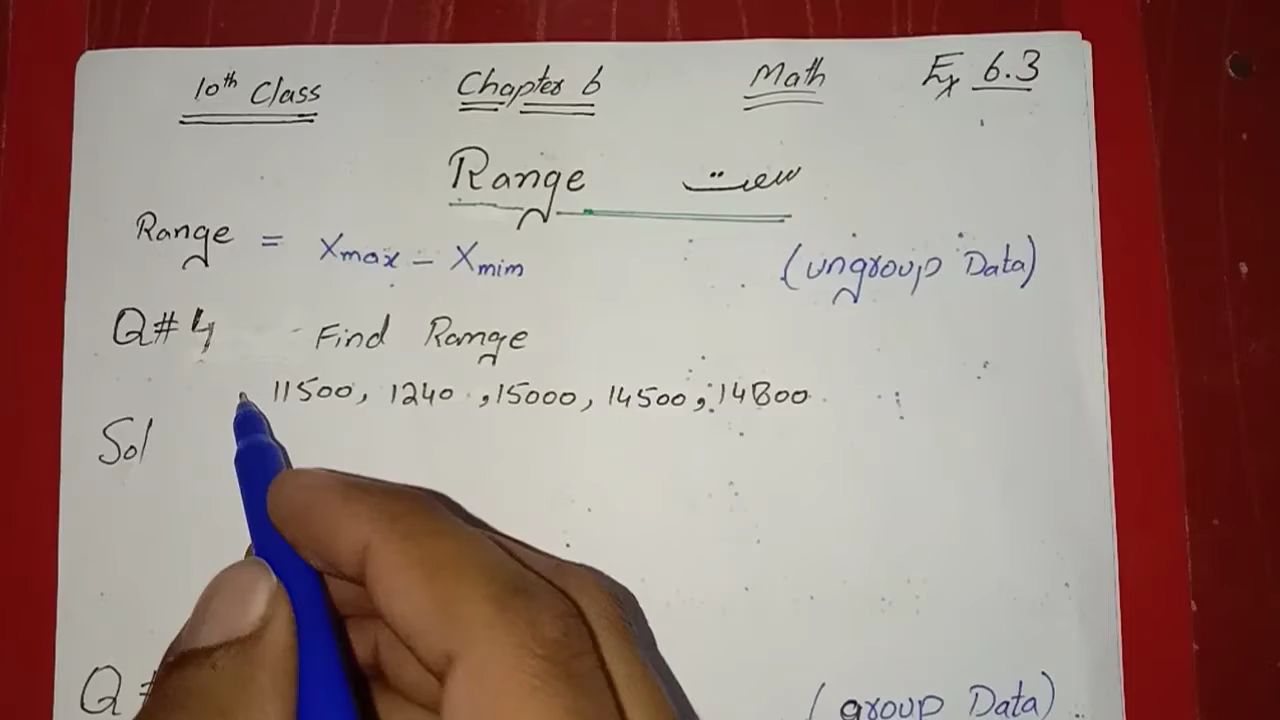 10th Class Chapter 6 Math Ex 6.3
Range سعت
Range = Xmax - Xmin (ungroup Data)
Q#4 Find Range
11500, 1240, 15000, 14500, 14800
Sol
Q# (group Data)